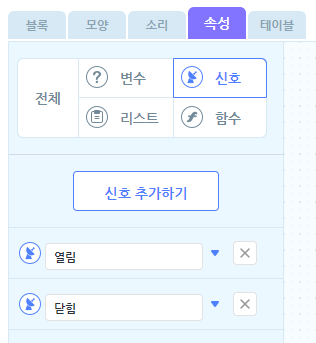 블록 모양 소리 속성 테이블
전체 변수 신호
리스트 함수
신호 추가하기
열림
닫힘